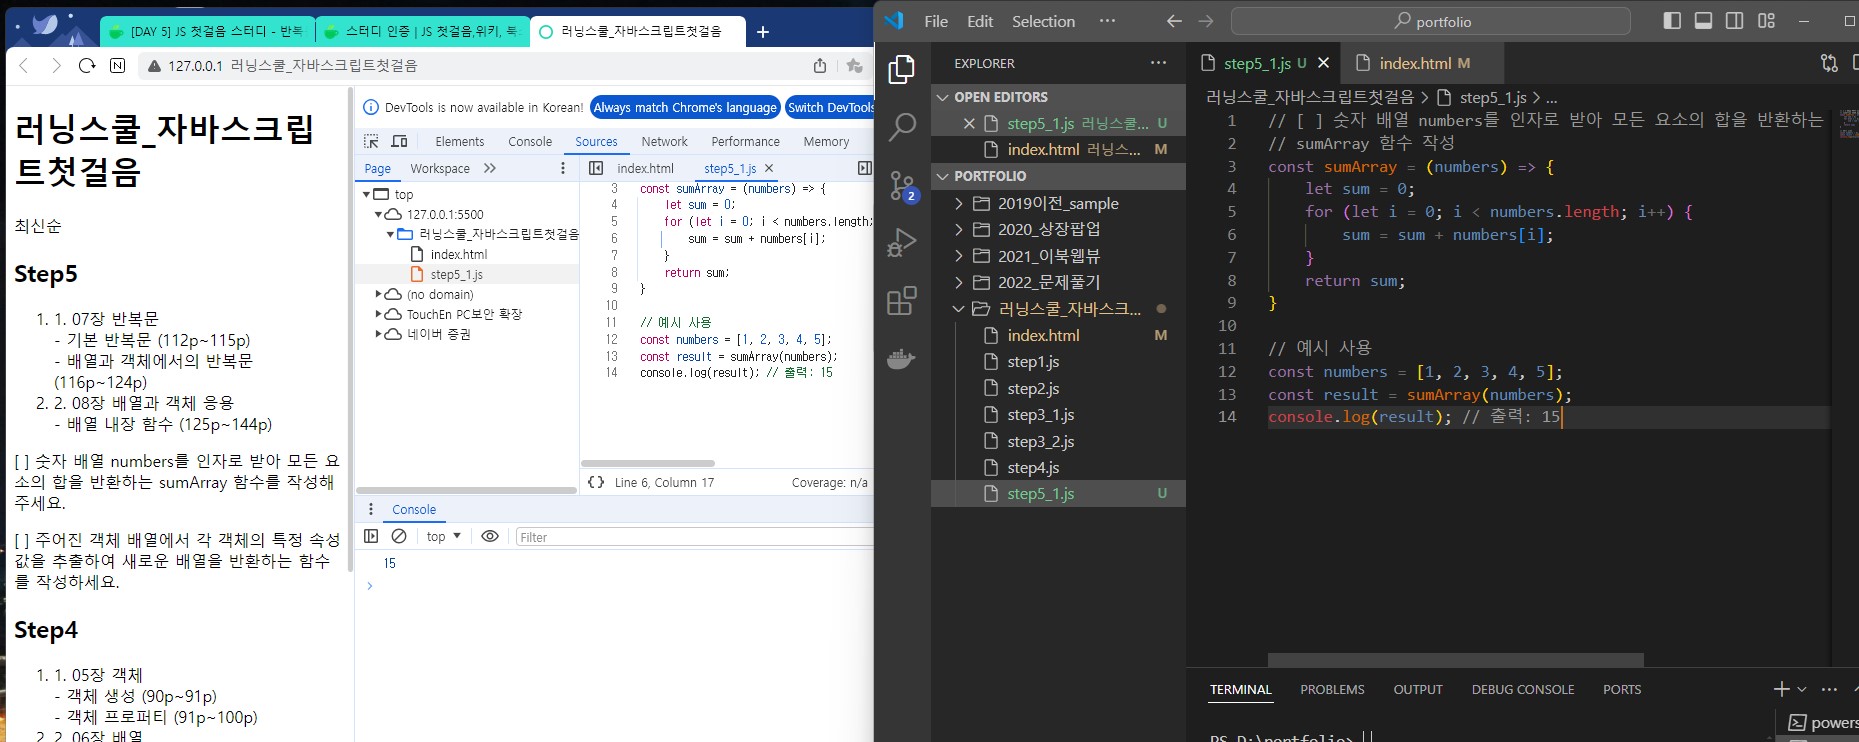 [DAY 5] JS 첫걸음 스터디 - 반복
스터디 인증 | JS 첫걸음,위키, 북
러닝스쿨_자바스크립트첫걸음
127.0.0.1 러닝스쿨_자바스크립트첫걸음
러닝스쿨_자바스크립
트첫걸음
최신순
Step5
1. 1. 07장 반복문
- 기본 반복문 (112p~115p)
- 배열과 객체에서의 반복문
(116p~124p)
2. 2. 08장 배열과 객체 응용
- 배열 내장 함수 (125p~144p)
[ ] 숫자 배열 numbers를 인자로 받아 모든 요
소의 합을 반환하는 sumArray 함수를 작성해
주세요.
[ ] 주어진 객체 배열에서 각 객체의 특정 속성
값을 추출하여 새로운 배열을 반환하는 함수
를 작성하세요.
Step4
1. 1. 05장 객체
- 객체 생성 (90p~91p)
- 객체 프로퍼티 (91p~100p)
2. 2. 06장 배열
DevTools is now available in Korean! Always match Chrome's language Switch DevTools
Elements Console Sources Network Performance Memory
Page Workspace
index.html step5_1.js
top
127.0.0.1:5500
러닝스쿨_자바스크립트첫걸음
index.html
step5_1.js
(no domain)
TouchEn PC보안 확장
네이버 증권
3 const sumArray = (numbers) => {
4 let sum = 0;
5 for (let i = 0; i < numbers.length;
6 sum = sum + numbers[i];
7 }
8 return sum;
9 }
10
11 // 예시 사용
12 const numbers = [1, 2, 3, 4, 5];
13 const result = sumArray(numbers);
14 console.log(result); // 출력: 15
{} Line 6, Column 17 Coverage: n/a
Console
top Filter
15
File Edit Selection ···
portfolio
EXPLORER
OPEN EDITORS
step5_1.js 러닝스쿨... U
index.html 러닝스... M
PORTFOLIO
2019이전_sample
2020_상장팝업
2021_이북웹뷰
2022_문제풀기
러닝스쿨_자바스크...
index.html M
step1.js
step2.js
step3_1.js
step3_2.js
step4.js
step5_1.js U
2
step5_1.js U index.html M
러닝스쿨_자바스크립트첫걸음 > step5_1.js > ...
1 // [ ] 숫자 배열 numbers를 인자로 받아 모든 요소의 합을 반환하는
2 // sumArray 함수 작성
3 const sumArray = (numbers) => {
4 let sum = 0;
5 for (let i = 0; i < numbers.length; i++) {
6 sum = sum + numbers[i];
7 }
8 return sum;
9 }
10
11 // 예시 사용
12 const numbers = [1, 2, 3, 4, 5];
13 const result = sumArray(numbers);
14 console.log(result); // 출력: 15
TERMINAL PROBLEMS OUTPUT DEBUG CONSOLE PORTS
powers
PS D:\portfolio>